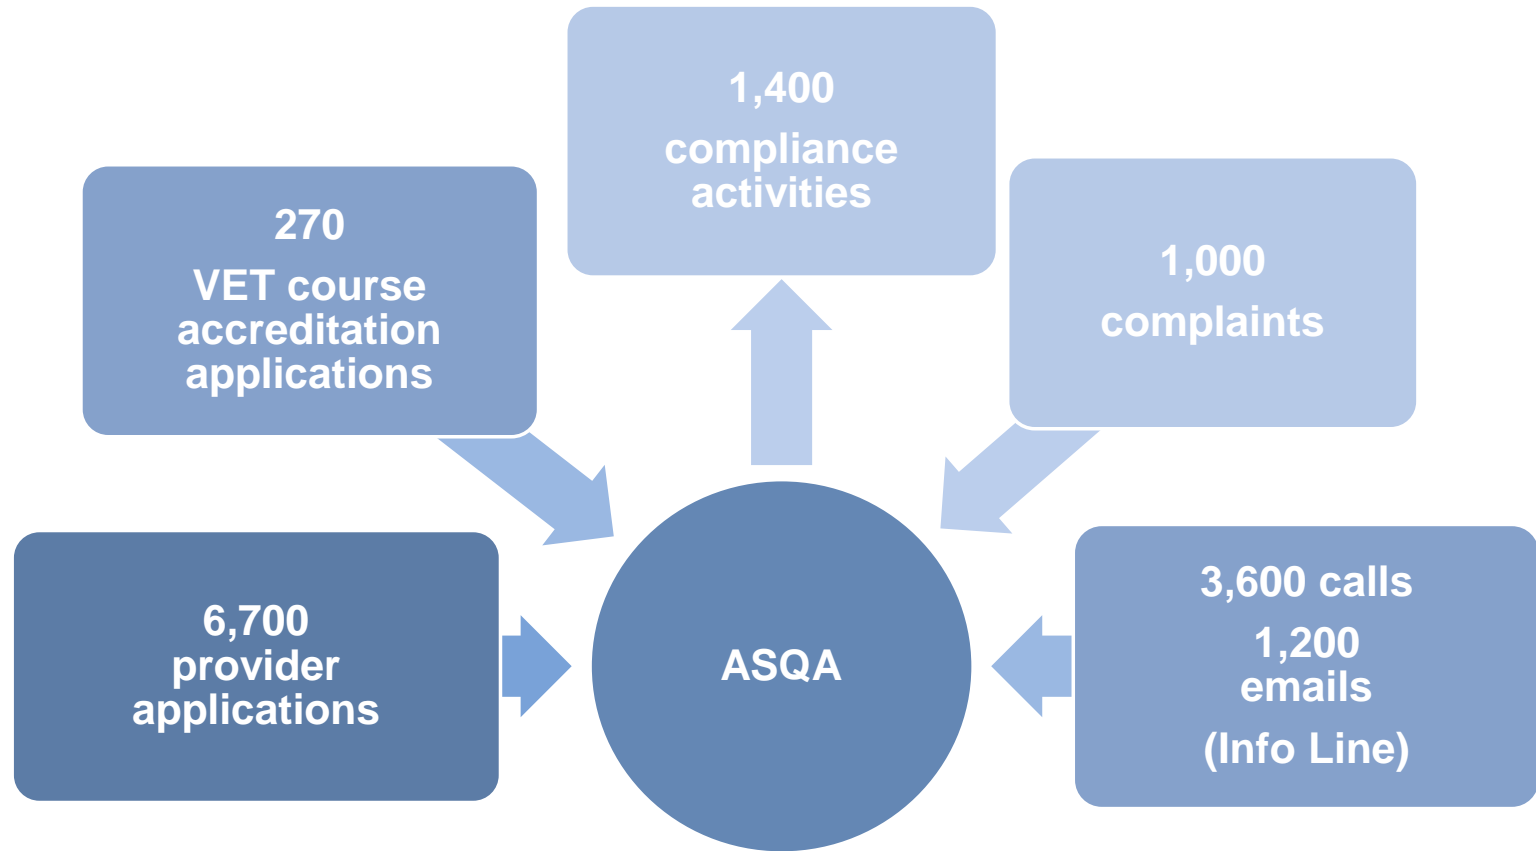 1,400
compliance
activities
270
VET course
accreditation
applications
1,000
complaints
6,700
provider
applications
ASQA
3,600 calls
1,200
emails
(Info Line)